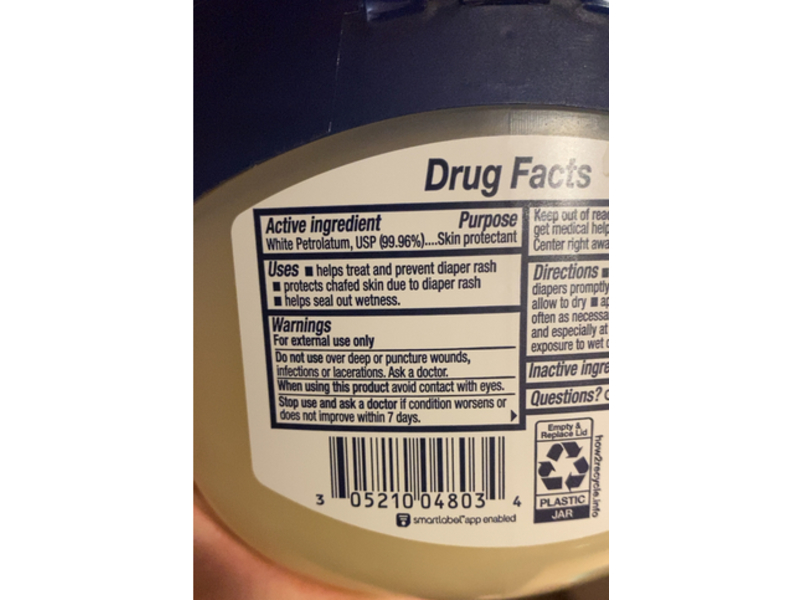 Drug Facts
Active ingredient Purpose
White Petrolatum, USP (99.96%)....Skin protectant
Uses ■ helps treat and prevent diaper rash
■ protects chafed skin due to diaper rash
■ helps seal out wetness.
Warnings
For external use only
Do not use over deep or puncture wounds,
infections or lacerations. Ask a doctor.
When using this product avoid contact with eyes.
Stop use and ask a doctor if condition worsens or
does not improve within 7 days.
Keep out of
get medical help
Center right
Directions ■
diapers promptly
allow to dry ■
often as
and especially at
exposure to wet
Inactive
Questions?
3 05210 04803 4
smartlabel™ app enabled
Empty &
Replace Lid
PLASTIC
JAR
how2recycle.info